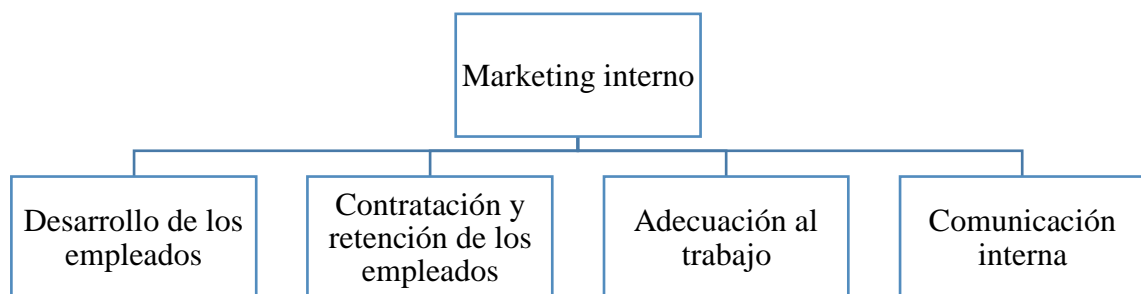 Marketing interno
Desarrollo de los
empleados
Contratación y
retención de los
empleados
Adecuación al
trabajo
Comunicación
interna